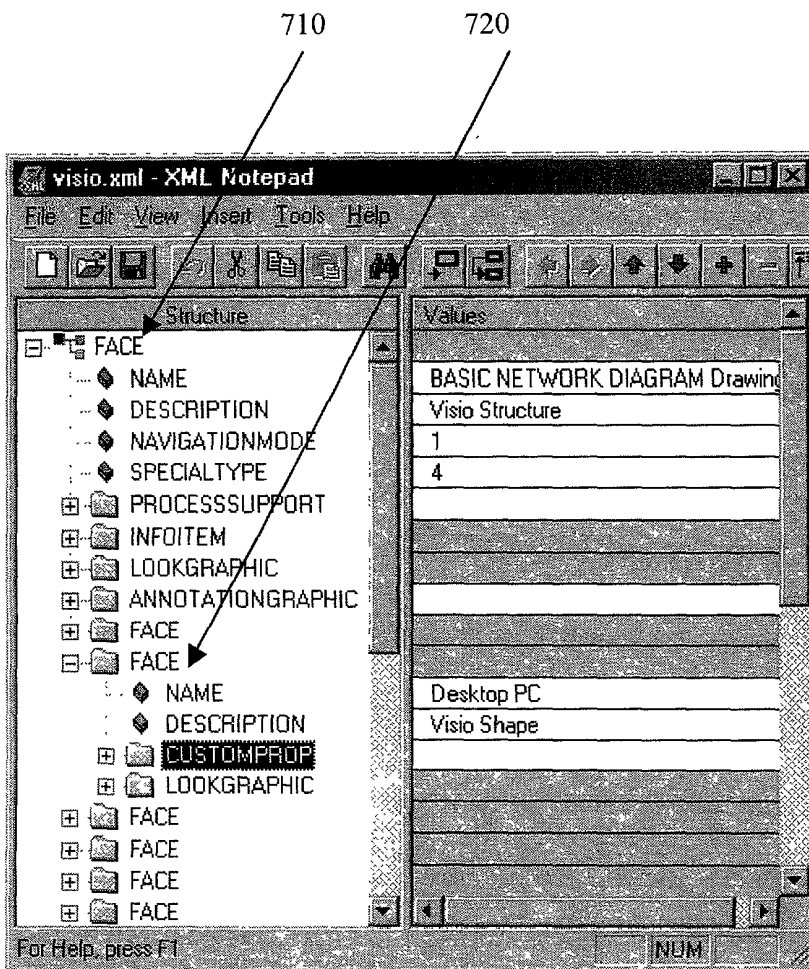 710 720
visio.xml - XML Notepad
File Edit View Insert Tools Help
Structure Values
FACE
NAME BASIC NETWORK DIAGRAM Drawing
DESCRIPTION Visio Structure
NAVIGATIONMODE 1
SPECIALTYPE 4
PROCESSSUPPORT
INFOITEM
LOOKGRAPHIC
ANNOTATIONGRAPHIC
FACE
FACE
NAME Desktop PC
DESCRIPTION Visio Shape
CUSTOMPROP
LOOKGRAPHIC
FACE
FACE
FACE
FACE
For Help, press F1 NUM